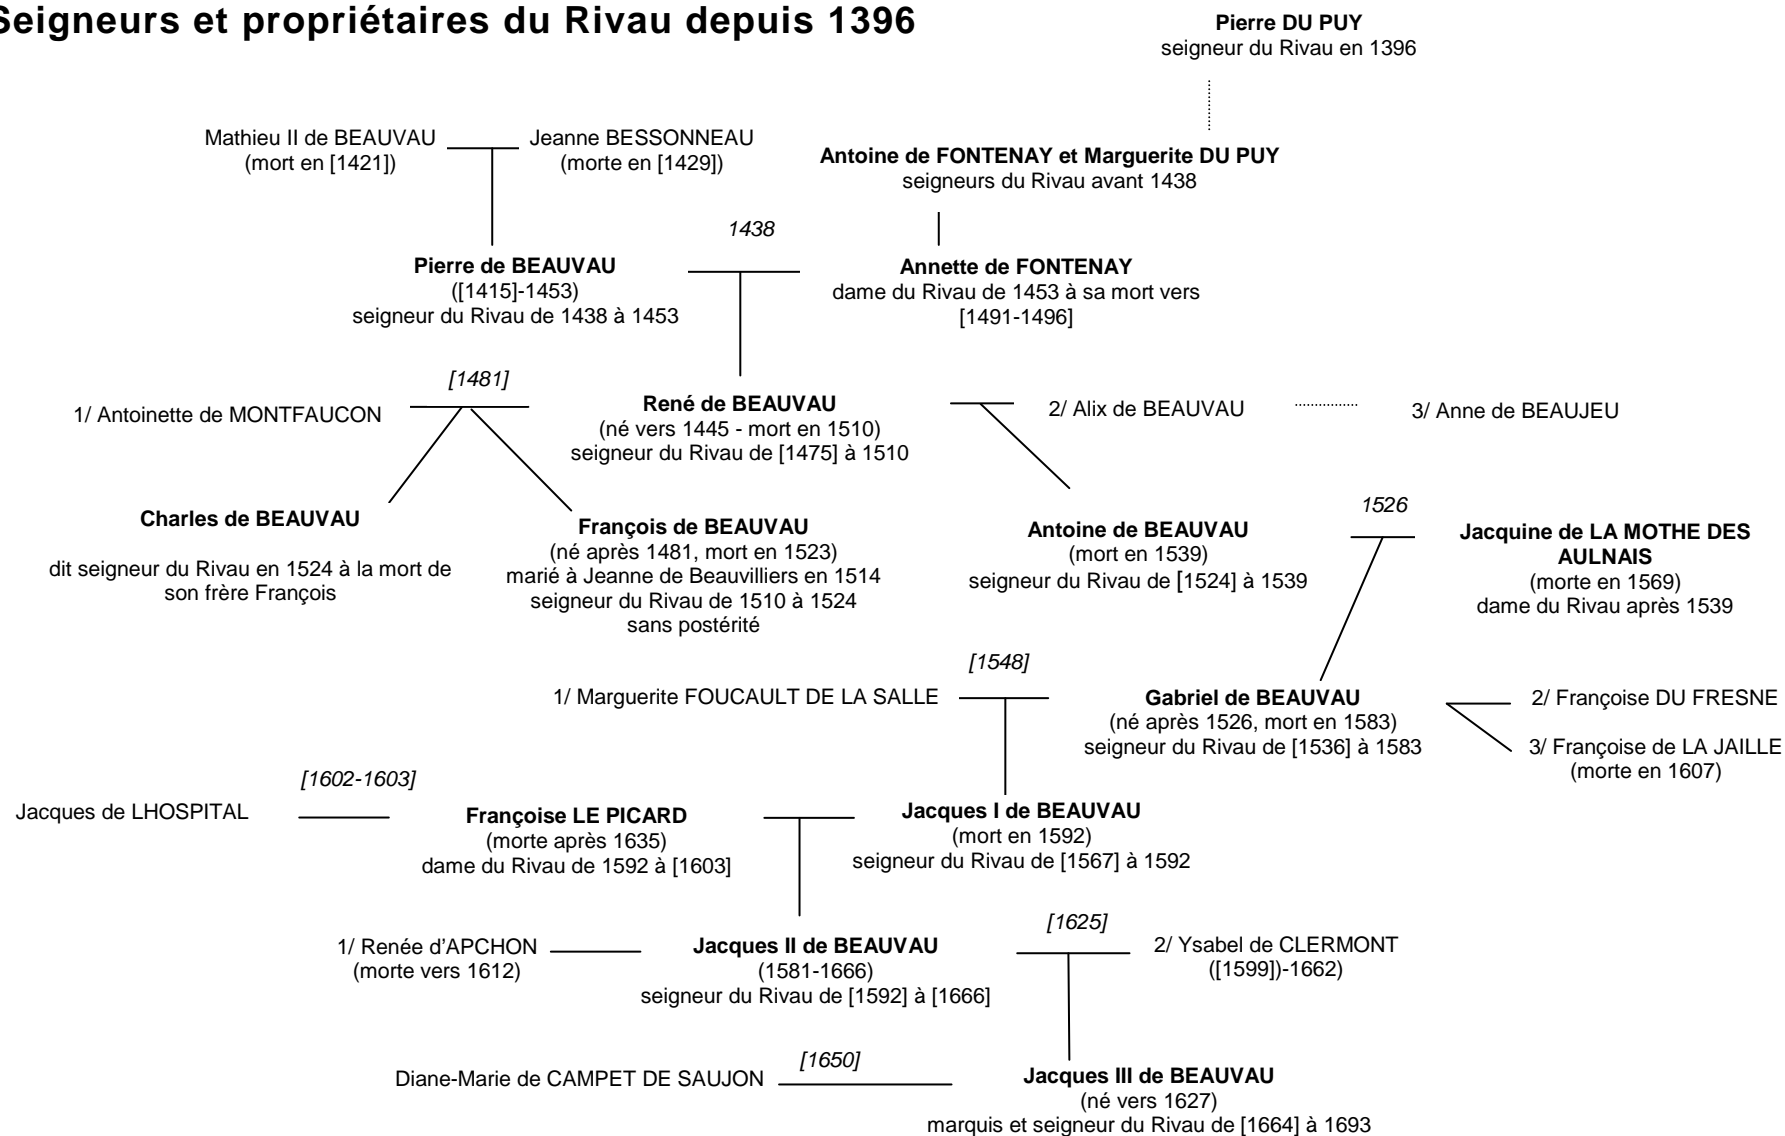 Seigneurs et propriétaires du Rivau depuis 1396
Pierre DU PUY
seigneur du Rivau en 1396
Mathieu II de BEAUVAU
(mort en [1421])
Jeanne BESSONNEAU
(morte en [1429])
Antoine de FONTENAY et Marguerite DU PUY
seigneurs du Rivau avant 1438
1438
Pierre de BEAUVAU
([1415]-1453)
seigneur du Rivau de 1438 à 1453
Annette de FONTENAY
dame du Rivau de 1453 à sa mort vers
[1491-1496]
[1481]
1/ Antoinette de MONTFAUCON
René de BEAUVAU
(né vers 1445 - mort en 1510)
seigneur du Rivau de [1475] à 1510
2/ Alix de BEAUVAU
3/ Anne de BEAUJEU
Charles de BEAUVAU
dit seigneur du Rivau en 1524 à la mort de
son frère François
François de BEAUVAU
(né après 1481, mort en 1523)
marié à Jeanne de Beauvilliers en 1514
seigneur du Rivau de 1510 à 1524
sans postérité
Antoine de BEAUVAU
(mort en 1539)
seigneur du Rivau de [1524] à 1539
1526
Jacquine de LA MOTHE DES
AULNAIS
(morte en 1569)
dame du Rivau après 1539
[1548]
1/ Marguerite FOUCAULT DE LA SALLE
Gabriel de BEAUVAU
(né après 1526, mort en 1583)
seigneur du Rivau de [1536] à 1583
2/ Françoise DU FRESNE
3/ Françoise de LA JAILLE
(morte en 1607)
[1602-1603]
Jacques de LHOSPITAL
Françoise LE PICARD
(morte après 1635)
dame du Rivau de 1592 à [1603]
Jacques I de BEAUVAU
(mort en 1592)
seigneur du Rivau de [1567] à 1592
1/ Renée d'APCHON
(morte vers 1612)
Jacques II de BEAUVAU
(1581-1666)
seigneur du Rivau de [1592] à [1666]
[1625]
2/ Ysabel de CLERMONT
([1599])-1662)
[1650]
Diane-Marie de CAMPET DE SAUJON
Jacques III de BEAUVAU
(né vers 1627)
marquis et seigneur du Rivau de [1664] à 1693